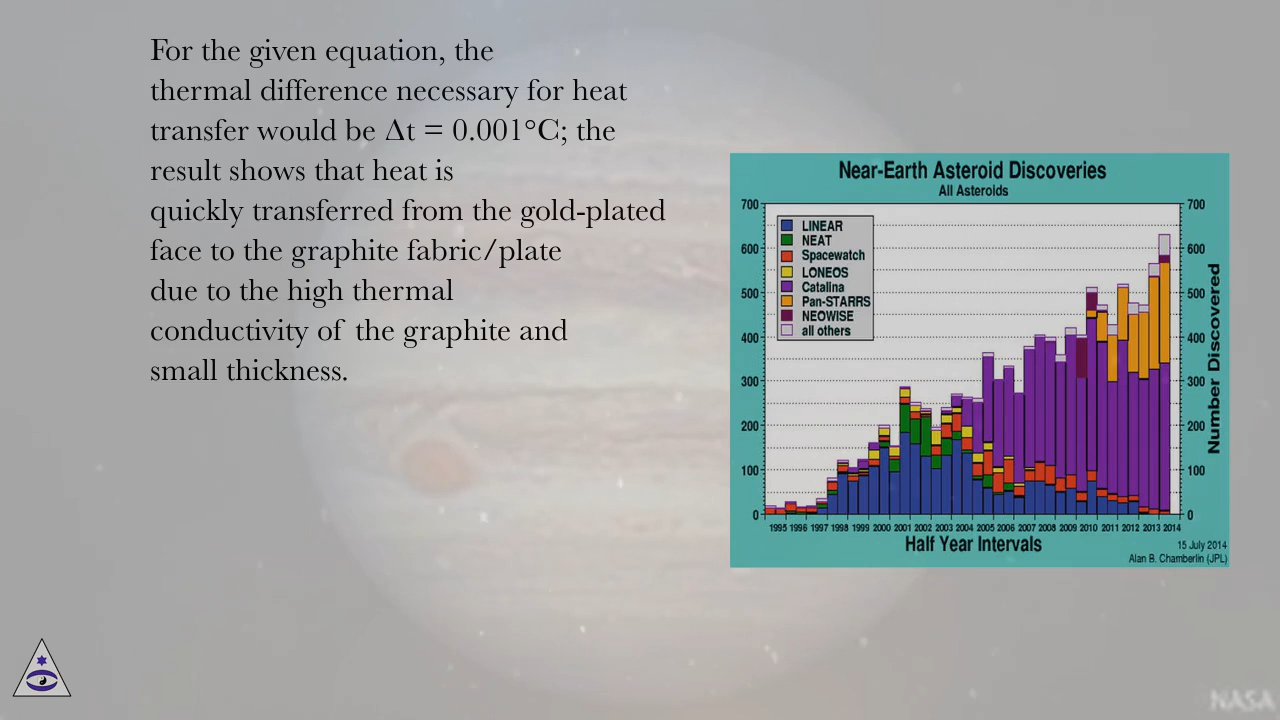 For the given equation, the
thermal difference necessary for heat
transfer would be Δt = 0.001°C; the
result shows that heat is
quickly transferred from the gold-plated
face to the graphite fabric/plate
due to the high thermal
conductivity of the graphite and
small thickness.
Near-Earth Asteroid Discoveries
All Asteroids
700 700
600 600
500 500
400 400
300 300
200 200
100 100
0 0
LINEAR
NEAT
Spacewatch
LONEOS
Catalina
Pan-STARRS
NEOWISE
all others
Number Discovered
1995 1996 1997 1998 1999 2000 2001 2002 2003 2004 2005 2006 2007 2008 2009 2010 2011 2012 2013 2014
Half Year Intervals
15 July 2014
Alan B. Chamberlin (JPL)
NASA